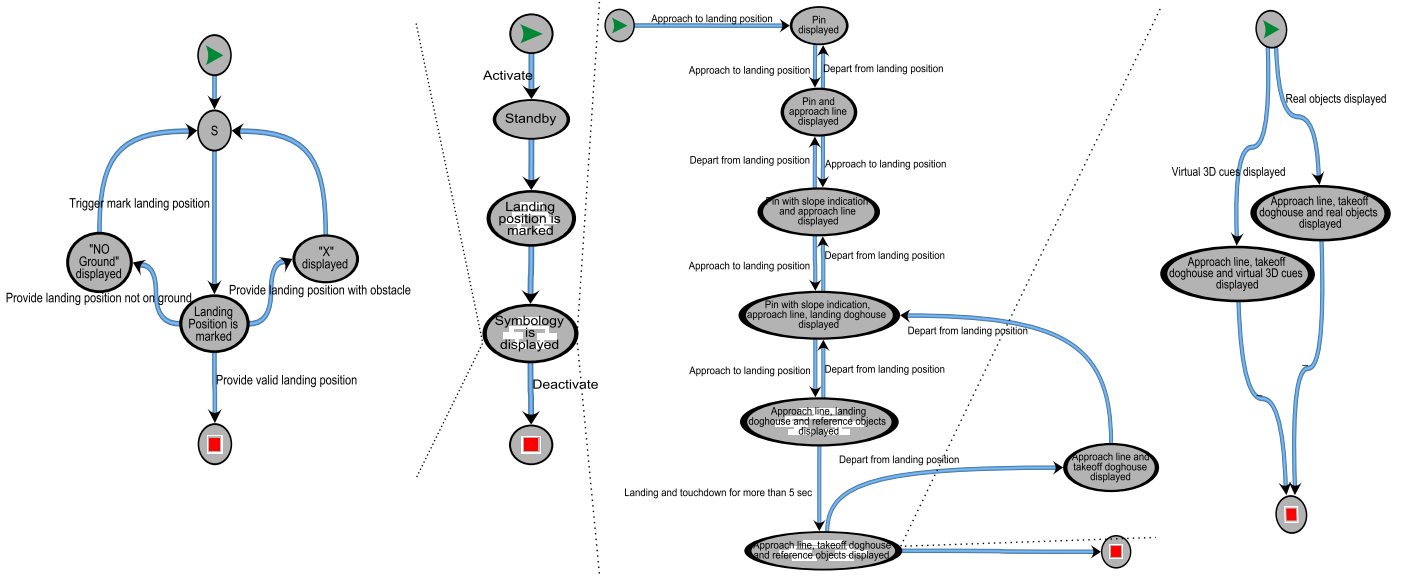 S
Trigger mark landing position
"NO
Ground"
displayed
"X"
displayed
Provide landing position not on ground
Provide landing position with obstacle
Landing
Position is
marked
Provide valid landing position
Activate
Standby
Landing
position is
marked
Symbology
is
displayed
Deactivate
Approach to landing position
Pin
displayed
Approach to landing position
Depart from landing position
Pin and
approach line
displayed
Depart from landing position
Approach to landing position
Pin with slope indication
and approach line
displayed
Approach to landing position
Depart from landing position
Pin with slope indication,
approach line, landing doghouse
displayed
Depart from landing position
Approach to landing position
Depart from landing position
Approach line, landing
doghouse and reference objects
displayed
Depart from landing position
Approach line and
takeoff doghouse
displayed
Landing and touchdown for more than 5 sec
Approach line, takeoff doghouse
and reference objects displayed
Real objects displayed
Virtual 3D cues displayed
Approach line, takeoff
doghouse and real objects
displayed
Approach line, takeoff
doghouse and virtual 3D cues
displayed